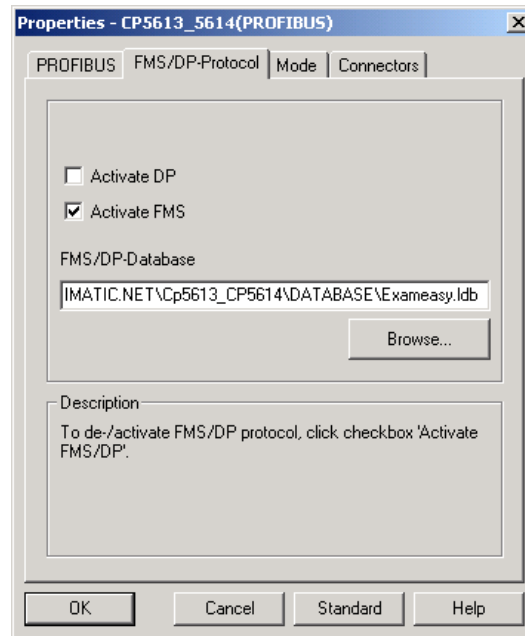 Properties - CP5613_5614(PROFIBUS)
PROFIBUS FMS/DP-Protocol Mode Connectors
Activate DP
Activate FMS
FMS/DP-Database
IMATIC.NET\Cp5613_CP5614\DATABASE\Exameasy.ldb
Browse...
Description
To de-/activate FMS/DP protocol, click checkbox 'Activate
FMS/DP'.
OK Cancel Standard Help